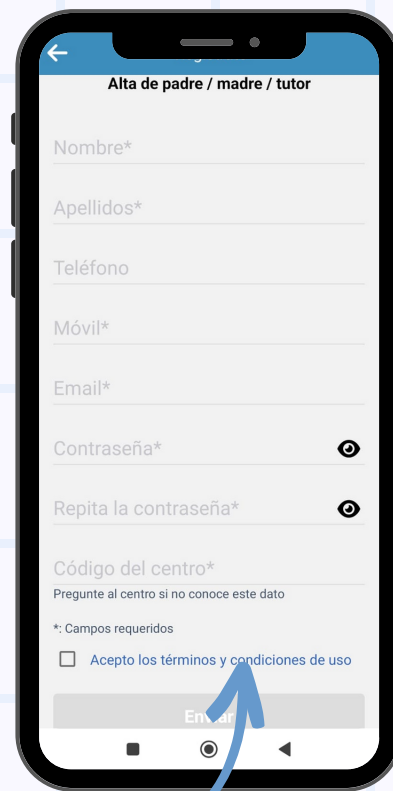 Alta de padre / madre / tutor
Nombre*
Apellidos*
Teléfono
Móvil*
Email*
Contraseña*
Repita la contraseña*
Código del centro*
Pregunte al centro si no conoce este dato
*: Campos requeridos
Acepto los términos y condiciones de uso
Enviar